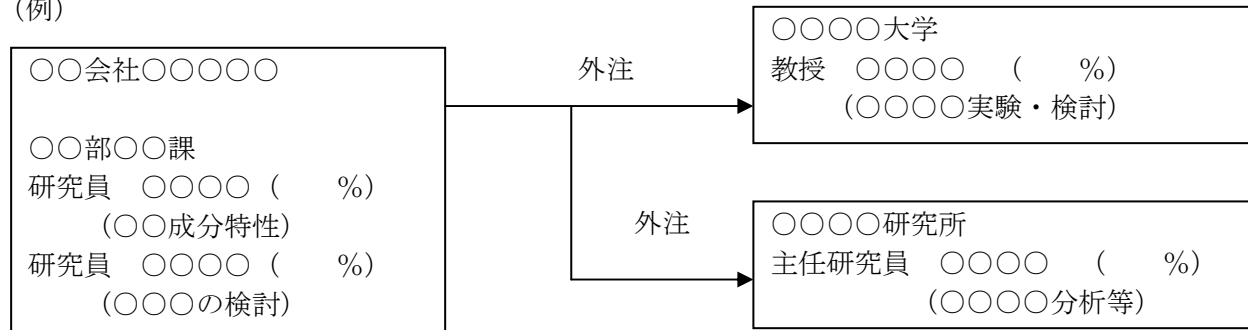 (例)
○○会社○○○○○
○○部○○課
研究員　○○○○（　　%）
（○○成分特性）
研究員　○○○○（　　%）
（○○○の検討）
外注
○○○○大学
教授　○○○○　（　　%）
（○○○○実験・検討）
外注
○○○○研究所
主任研究員　○○○○　（　　%）
（○○○○分析等）